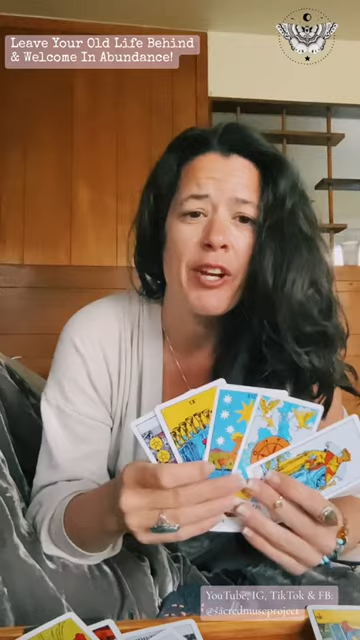 Leave Your Old Life Behind
& Welcome In Abundance!
YouTube, IG, TikTok & FB:
@sacredmuseproject